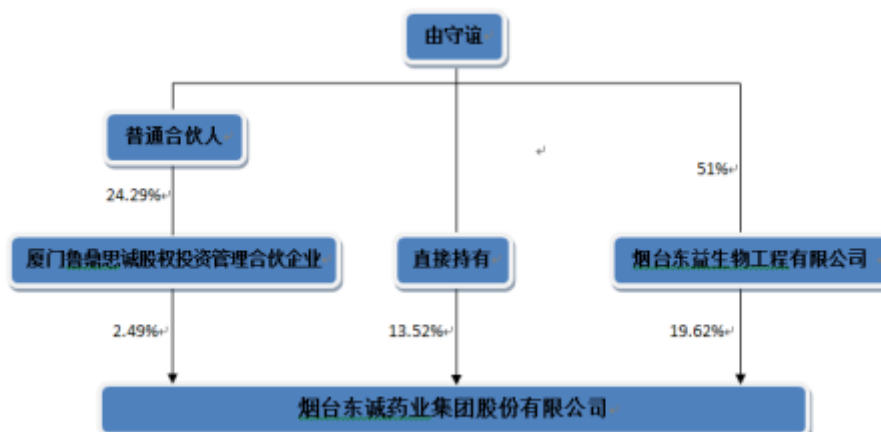 由守谊
普通合伙人
24.29%
51%
厦门鲁鼎思诚股权投资管理合伙企业
直接持有
烟台东益生物工程有限公司
2.49%
13.52%
19.62%
烟台东诚药业集团股份有限公司